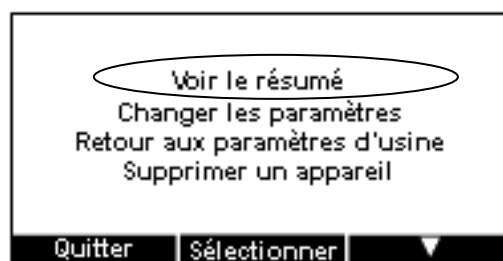 Voir le résumé
Changer les paramètres
Retour aux paramètres d'usine
Supprimer un appareil
Quitter Sélectionner ▼